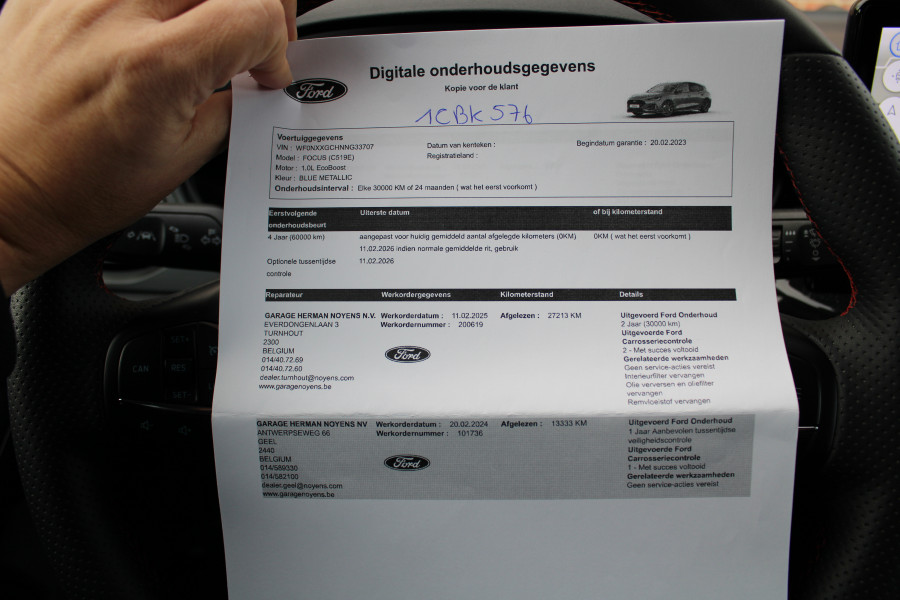 Digitale onderhoudsgegevens
Ford
Kopie voor de klant
1CBK 576
Voertuiggegevens
VIN : WF0NXXGCHNNG33707
Datum van kenteken :
Begindatum garantie : 20.02.2023
Model : FOCUS (C519E)
Registratieland :
Motor : 1.0L EcoBoost
Kleur : BLUE METALLIC
Onderhoudsinterval : Elke 30000 KM of 24 maanden ( wat het eerst voorkomt )
Eerstvolgende onderhoudsbeurt
Uiterste datum
of bij kilometerstand
4 Jaar (60000 km)
aangepast voor huidig gemiddeld aantal afgelegde kilometers (0KM)
0KM ( wat het eerst voorkomt )
11.02.2026 indien normale gemiddelde rit, gebruik
Optionele tussentijdse controle
11.02.2026
Reparateur
Werkordergegevens
Kilometerstand
Details
GARAGE HERMAN NOYENS N.V.
EVERDONGENLAAN 3
TURNHOUT
2300
BELGIUM
014/40.72.69
014/40.72.60
dealer.turnhout@noyens.com
www.garagenoyens.be
Werkorderdatum : 11.02.2025
Werkordernummer : 200619
Ford
Afgelezen : 27213 KM
Uitgevoerd Ford Onderhoud
2 Jaar (30000 km)
Uitgevoerde Ford
Carrosseriecontrole
2 - Met succes voltooid
Gerelateerde werkzaamheden
Geen service-acties vereist
Interieurfilter vervangen
Olie verversen en oliefilter
vervangen
Remvloeistof vervangen
GARAGE HERMAN NOYENS NV
ANTWERPSEWEG 66
GEEL
2440
BELGIUM
014/589330
014/582100
dealer.geel@noyens.com
www.garagenoyens.be
Werkorderdatum : 20.02.2024
Werkordernummer : 101736
Ford
Afgelezen : 13333 KM
Uitgevoerd Ford Onderhoud
1 Jaar Aanbevolen tussentijdse
veiligheidscontrole
Uitgevoerde Ford
Carrosseriecontrole
1 - Met succes voltooid
Gerelateerde werkzaamheden
Geen service-acties vereist
CAN
RES
SET